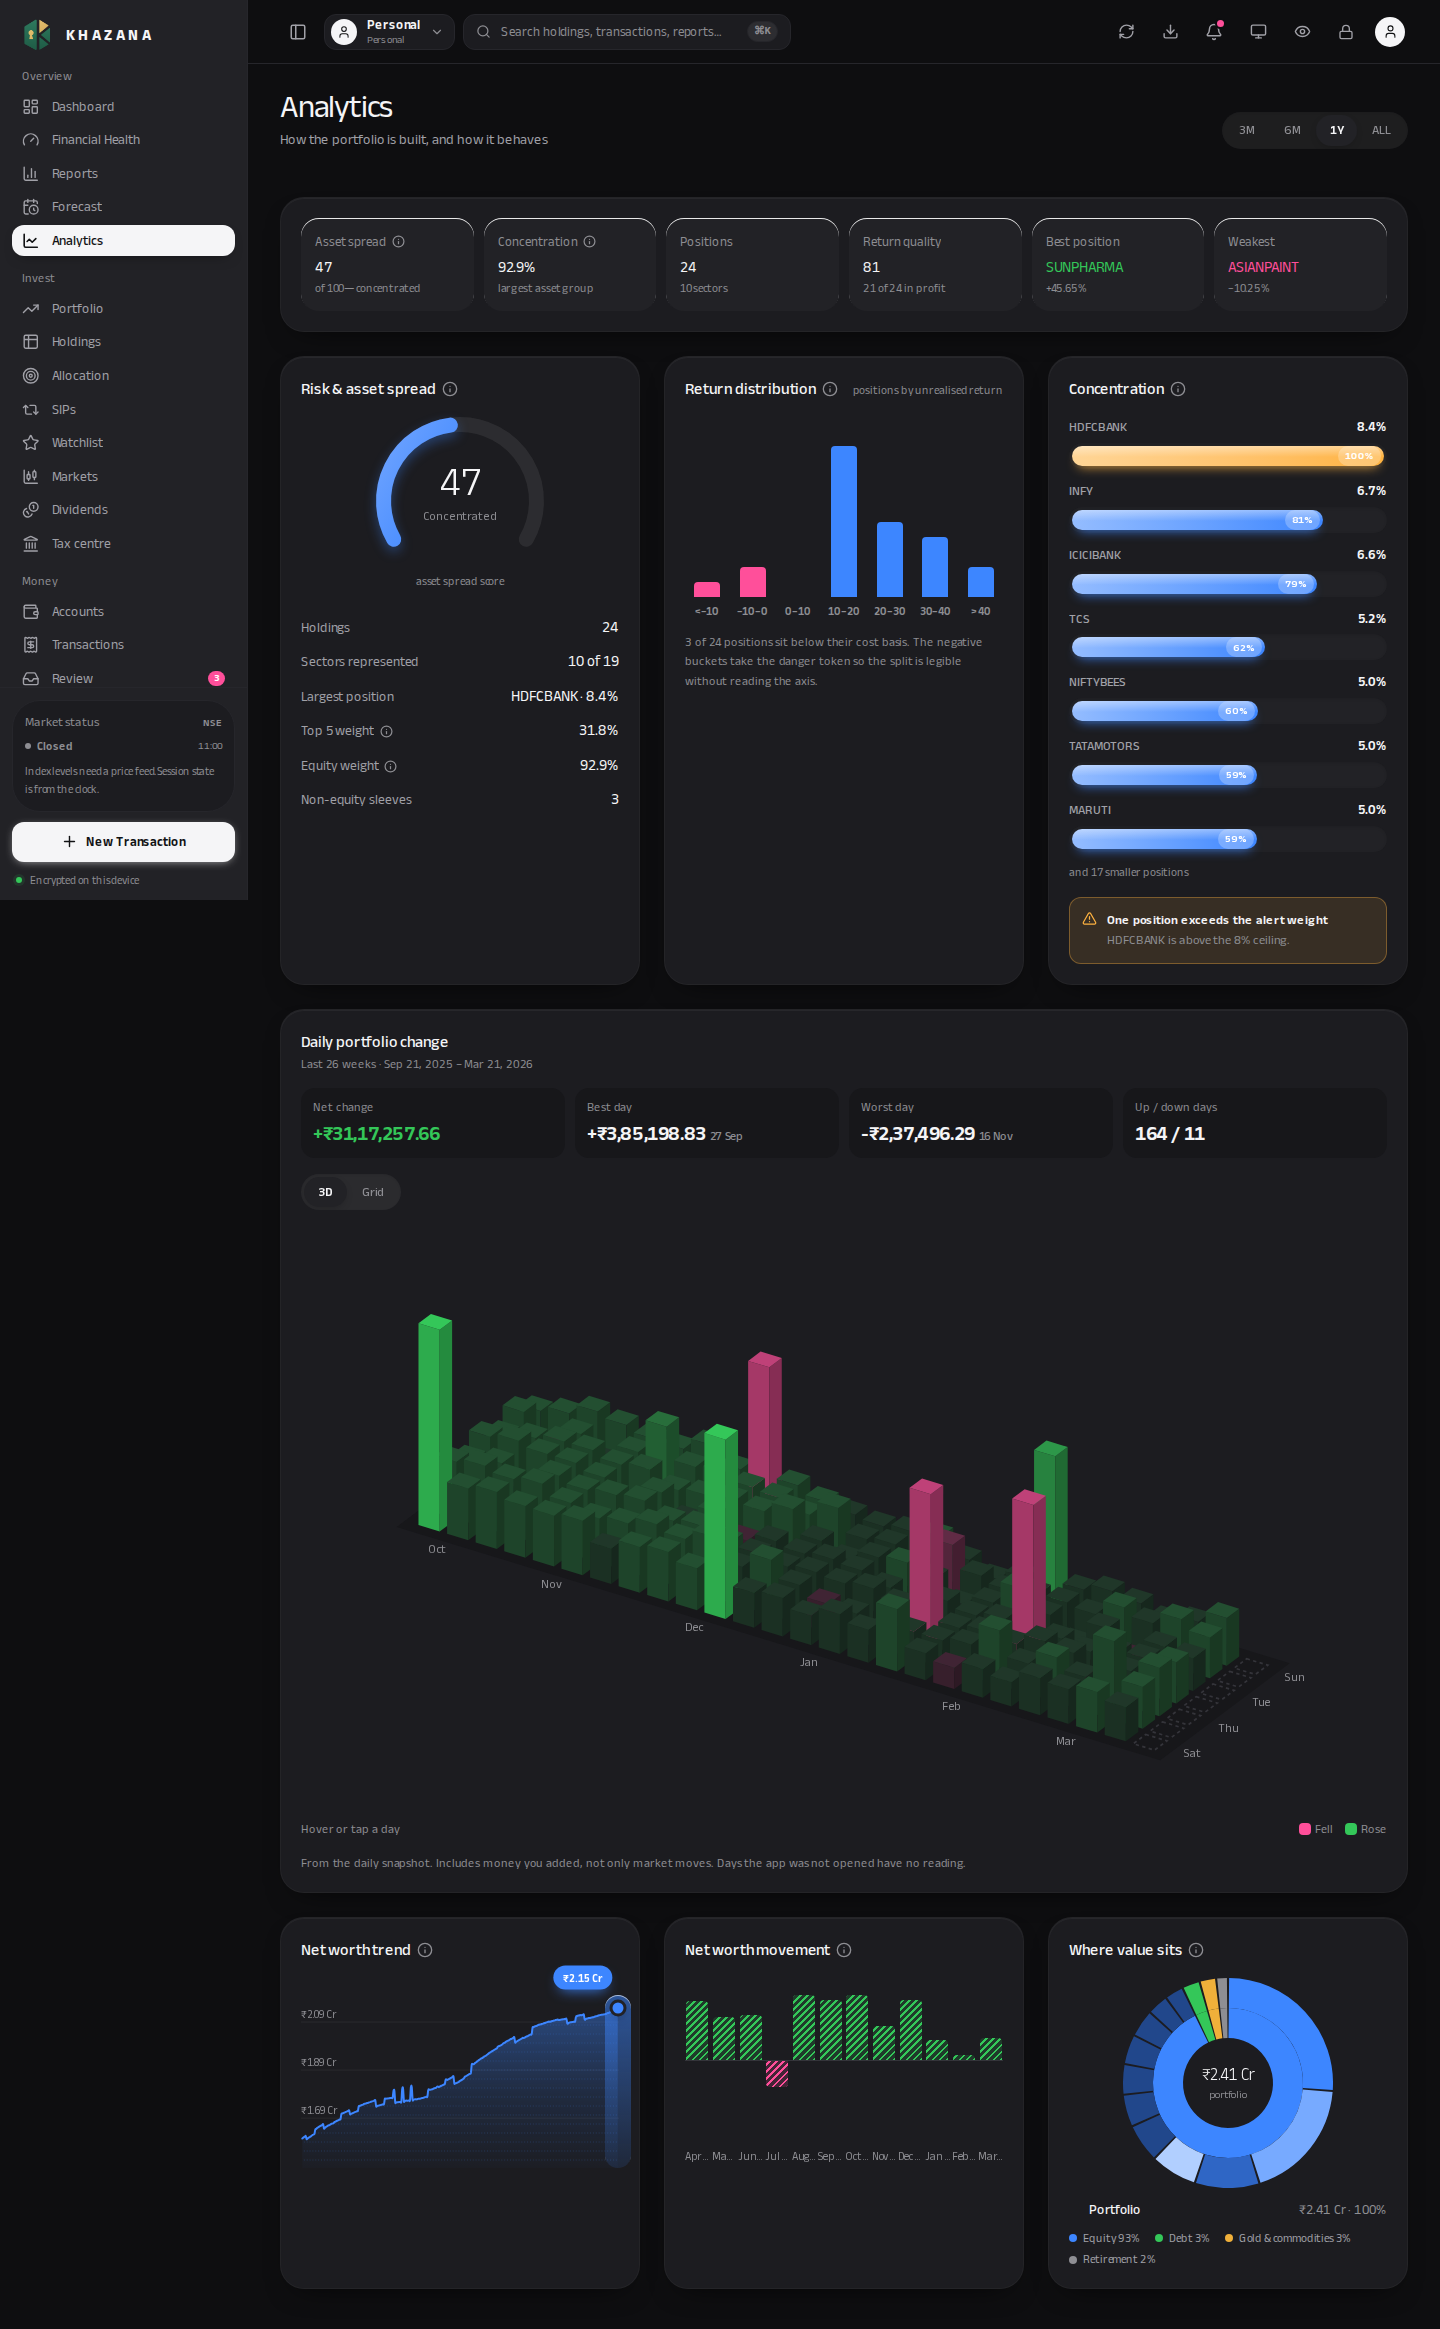 KHAZANA
Overview
Dashboard
Financial Health
Reports
Forecast
Analytics
Invest
Portfolio
Holdings
Allocation
SIPs
Watchlist
Markets
Dividends
Tax centre
Money
Accounts
Transactions
Review 3
Market status NSE
Closed 11:00
Index levels need a price feed. Session state
is from the clock.
New Transaction
Encrypted on this device
Personal
Personal
Search holdings, transactions, reports... ⌘K
Analytics
How the portfolio is built, and how it behaves
3M 6M 1Y ALL
Asset spread
47
of 100 — concentrated
Concentration
92.9%
largest asset group
Positions
24
10 sectors
Return quality
81
21 of 24 in profit
Best position
SUNPHARMA
+45.65%
Weakest
ASIANPAINT
−10.25%
Risk & asset spread
47
Concentrated
asset spread score
Holdings 24
Sectors represented 10 of 19
Largest position HDFCBANK · 8.4%
Top 5 weight 31.8%
Equity weight 92.9%
Non-equity sleeves 3
Return distribution positions by unrealised return
<−10 −10–0 0–10 10–20 20–30 30–40 >40
3 of 24 positions sit below their cost basis. The negative
buckets take the danger token so the split is legible
without reading the axis.
Concentration
HDFCBANK 8.4%
100%
INFY 6.7%
81%
ICICIBANK 6.6%
79%
TCS 5.2%
62%
NIFTYBEES 5.0%
60%
TATAMOTORS 5.0%
59%
MARUTI 5.0%
59%
and 17 smaller positions
One position exceeds the alert weight
HDFCBANK is above the 8% ceiling.
Daily portfolio change
Last 26 weeks · Sep 21, 2025 – Mar 21, 2026
Net change
+₹31,17,257.66
Best day
+₹3,85,198.83 27 Sep
Worst day
-₹2,37,496.29 16 Nov
Up / down days
164 / 11
3D Grid
Oct
Nov
Dec
Jan
Feb
Mar
Sun
Tue
Thu
Sat
Hover or tap a day
Fell Rose
From the daily snapshot. Includes money you added, not only market moves. Days the app was not opened have no reading.
Net worth trend
₹2.15 Cr
₹2.09 Cr
₹1.89 Cr
₹1.69 Cr
Net worth movement
Apr... Ma... Jun... Jul... Aug... Sep... Oct... Nov... Dec... Jan... Feb... Mar...
Where value sits
₹2.41 Cr
portfolio
Portfolio ₹2.41 Cr · 100%
Equity 93% Debt 3% Gold & commodities 3%
Retirement 2%